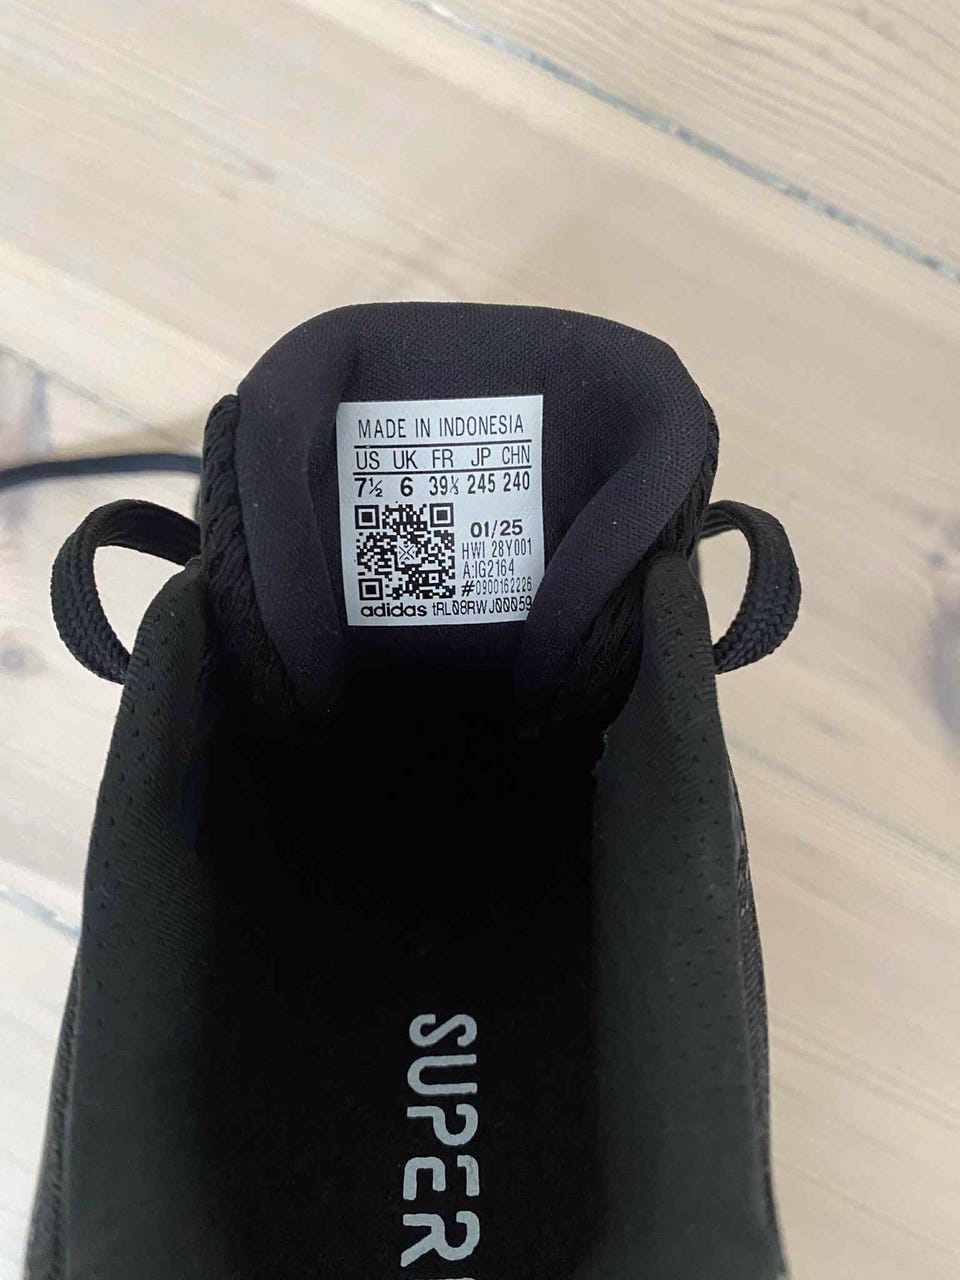 MADE IN INDONESIA
US UK FR JP CHN
7½ 6 39⅓ 245 240
01/25
HWI 28Y001
A:IG2164
#0900162226
adidas tRL08RWJ00059
SUPER